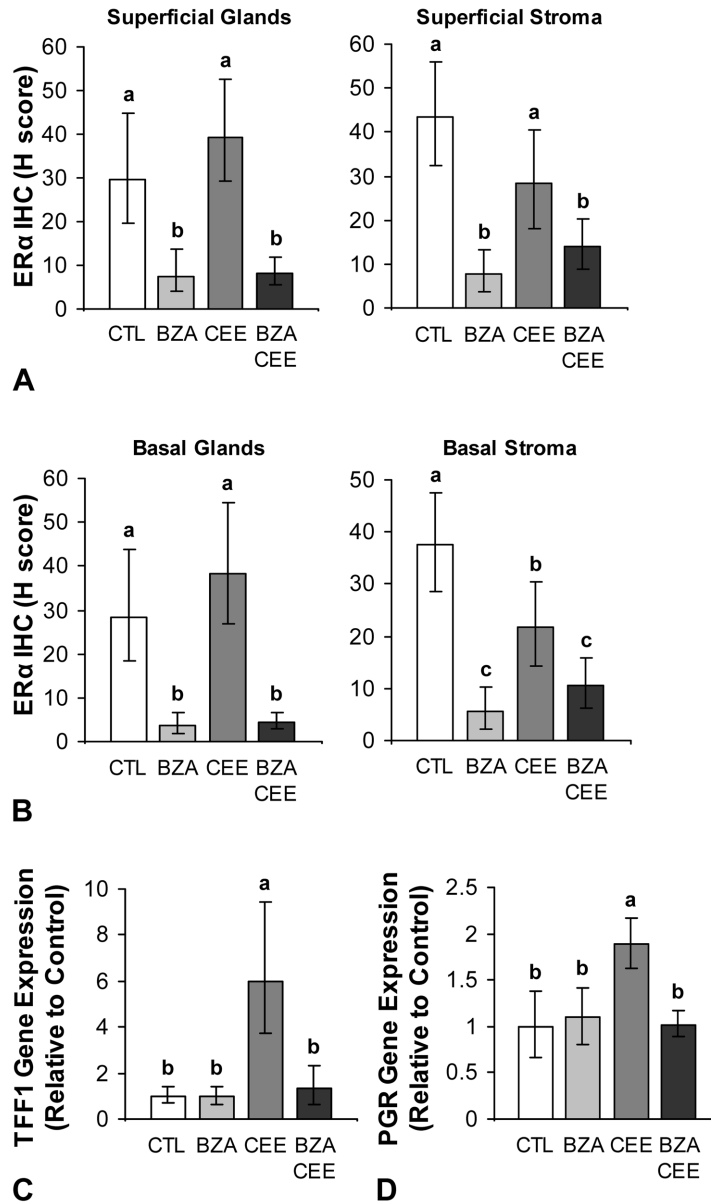 Superficial Glands
ERα IHC (H score)
60
50
40
30
20
10
0
a
b
a
b
CTL BZA CEE BZA
CEE
Superficial Stroma
60
50
40
30
20
10
0
a
b
a
b
CTL BZA CEE BZA
CEE
A
Basal Glands
ERα IHC (H score)
60
50
40
30
20
10
0
a
b
a
b
CTL BZA CEE BZA
CEE
Basal Stroma
50
40
30
20
10
0
a
c
b
c
CTL BZA CEE BZA
CEE
B
TFF1 Gene Expression
(Relative to Control)
10
8
6
4
2
0
b
b
a
b
CTL BZA CEE BZA
CEE
C
PGR Gene Expression
(Relative to Control)
2.5
2
1.5
1
0.5
0
b
b
a
b
CTL BZA CEE BZA
CEE
D